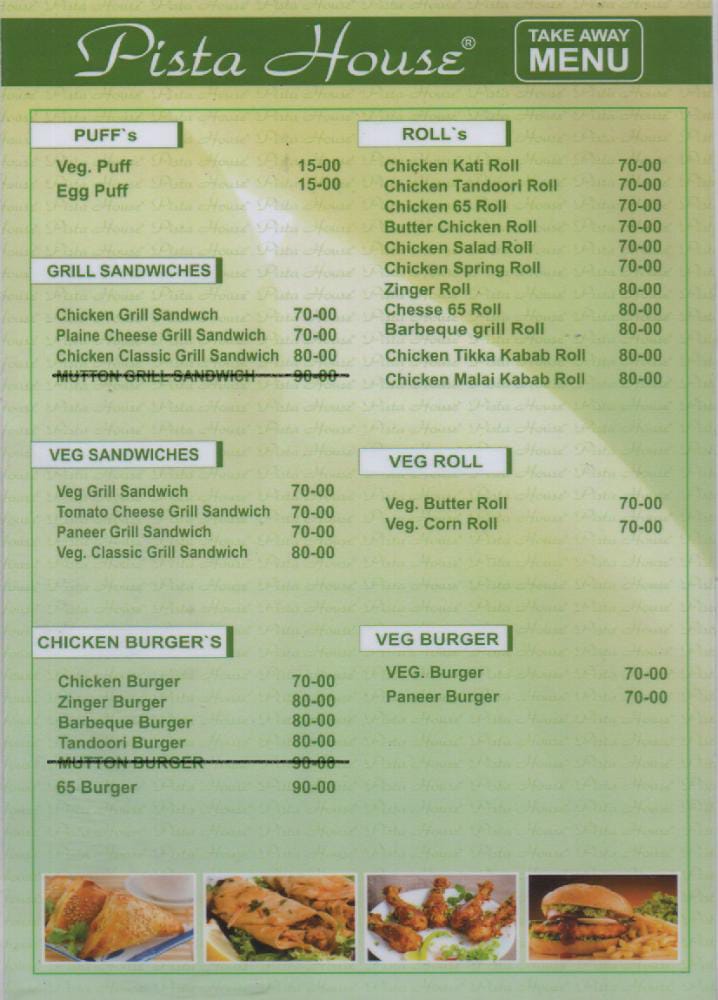 Pista House®
TAKE AWAY
MENU
PUFF`s
Veg. Puff 15-00
Egg Puff 15-00
GRILL SANDWICHES
Chicken Grill Sandwch 70-00
Plaine Cheese Grill Sandwich 70-00
Chicken Classic Grill Sandwich 80-00
MUTTON GRILL SANDWICH 90-00
VEG SANDWICHES
Veg Grill Sandwich 70-00
Tomato Cheese Grill Sandwich 70-00
Paneer Grill Sandwich 70-00
Veg. Classic Grill Sandwich 80-00
CHICKEN BURGER`S
Chicken Burger 70-00
Zinger Burger 80-00
Barbeque Burger 80-00
Tandoori Burger 80-00
MUTTON BURGER 90-00
65 Burger 90-00
ROLL`s
Chicken Kati Roll 70-00
Chicken Tandoori Roll 70-00
Chicken 65 Roll 70-00
Butter Chicken Roll 70-00
Chicken Salad Roll 70-00
Chicken Spring Roll 70-00
Zinger Roll 80-00
Chesse 65 Roll 80-00
Barbeque grill Roll 80-00
Chicken Tikka Kabab Roll 80-00
Chicken Malai Kabab Roll 80-00
VEG ROLL
Veg. Butter Roll 70-00
Veg. Corn Roll 70-00
VEG BURGER
VEG. Burger 70-00
Paneer Burger 70-00